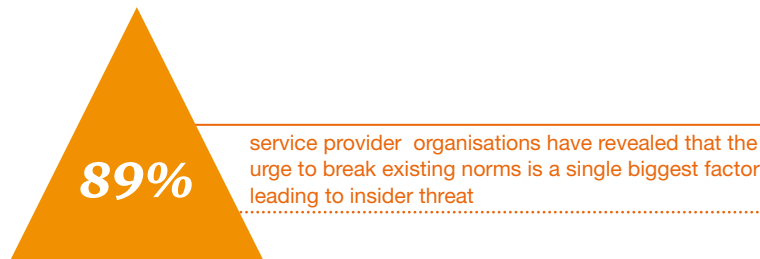 89%
service provider  organisations have revealed that the
urge to break existing norms is a single biggest factor
leading to insider threat